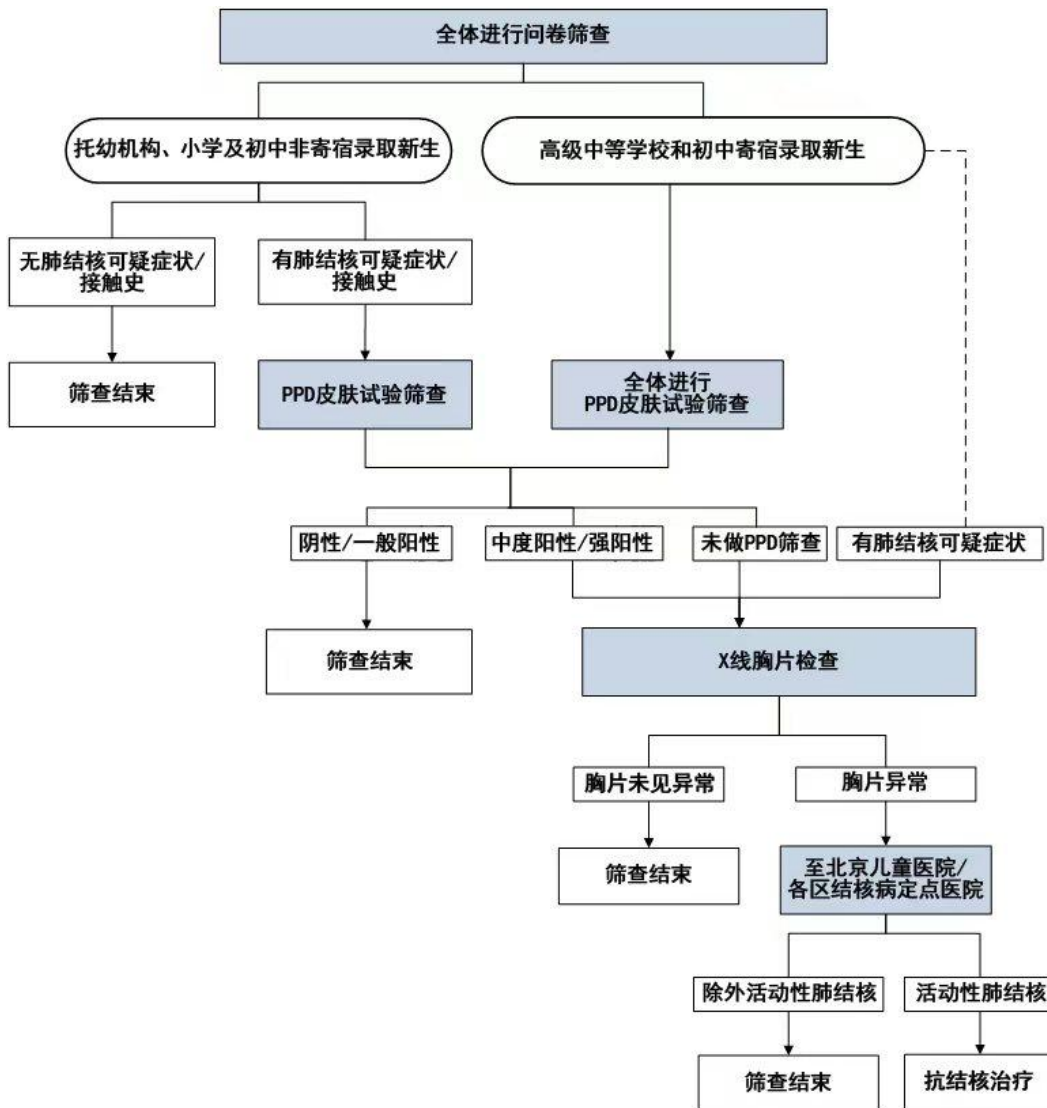 全体进行问卷筛查
托幼机构、小学及初中非寄宿录取新生
高级中等学校和初中寄宿录取新生
无肺结核可疑症状/
接触史
有肺结核可疑症状/
接触史
筛查结束
PPD皮肤试验筛查
全体进行
PPD皮肤试验筛查
阴性/一般阳性
中度阳性/强阳性
未做PPD筛查
有肺结核可疑症状
筛查结束
X线胸片检查
胸片未见异常
胸片异常
筛查结束
至北京儿童医院/
各区结核病定点医院
除外活动性肺结核
活动性肺结核
筛查结束
抗结核治疗